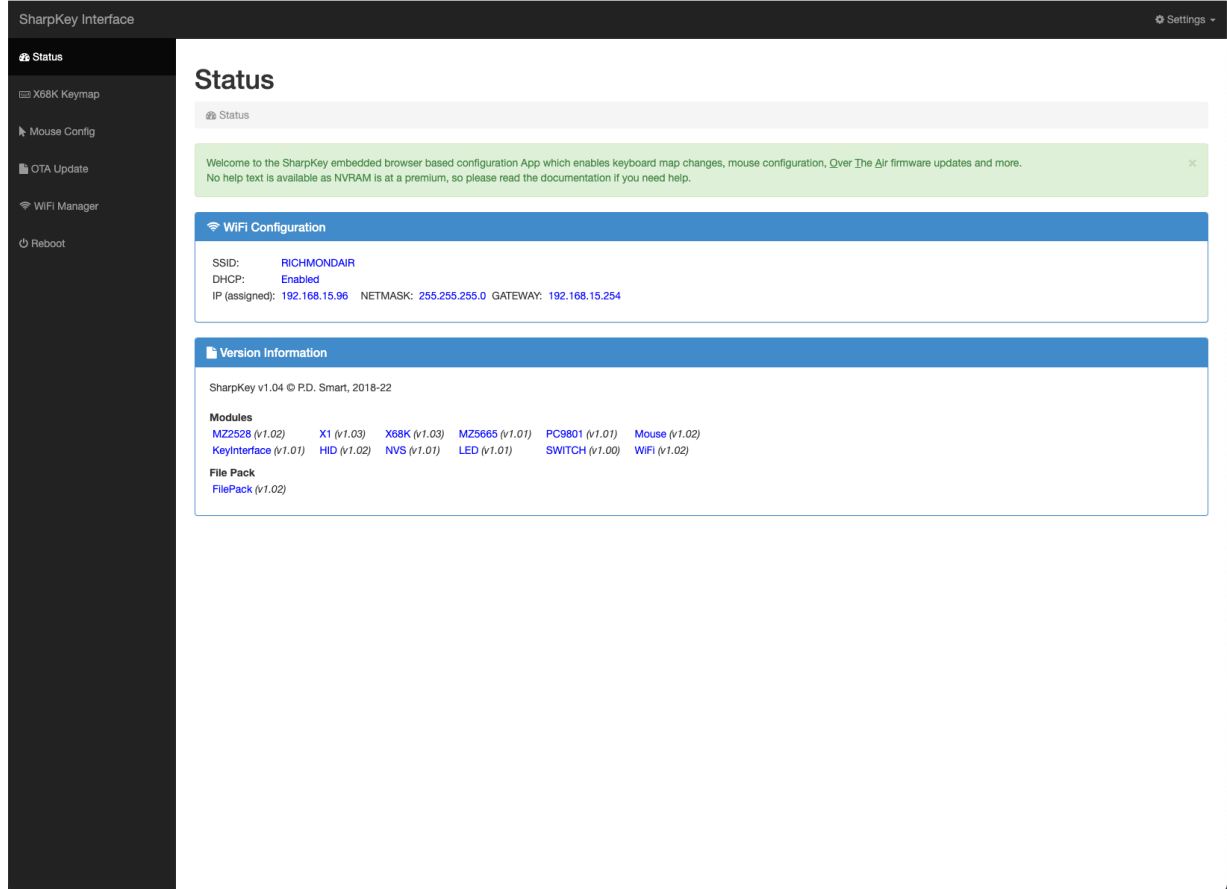 SharpKey Interface
Settings
Status
X68K Keymap
Mouse Config
OTA Update
WiFi Manager
Reboot
Status
Status
Welcome to the SharpKey embedded browser based configuration App which enables keyboard map changes, mouse configuration, Over The Air firmware updates and more.
No help text is available as NVRAM is at a premium, so please read the documentation if you need help.
×
WiFi Configuration
SSID: RICHMONDAIR
DHCP: Enabled
IP (assigned): 192.168.15.96 NETMASK: 255.255.255.0 GATEWAY: 192.168.15.254
Version Information
SharpKey v1.04 © P.D. Smart, 2018-22
Modules
MZ2528 (v1.02) X1 (v1.03) X68K (v1.03) MZ5665 (v1.01) PC9801 (v1.01) Mouse (v1.02)
KeyInterface (v1.01) HID (v1.02) NVS (v1.01) LED (v1.01) SWITCH (v1.00) WiFi (v1.02)
File Pack
FilePack (v1.02)